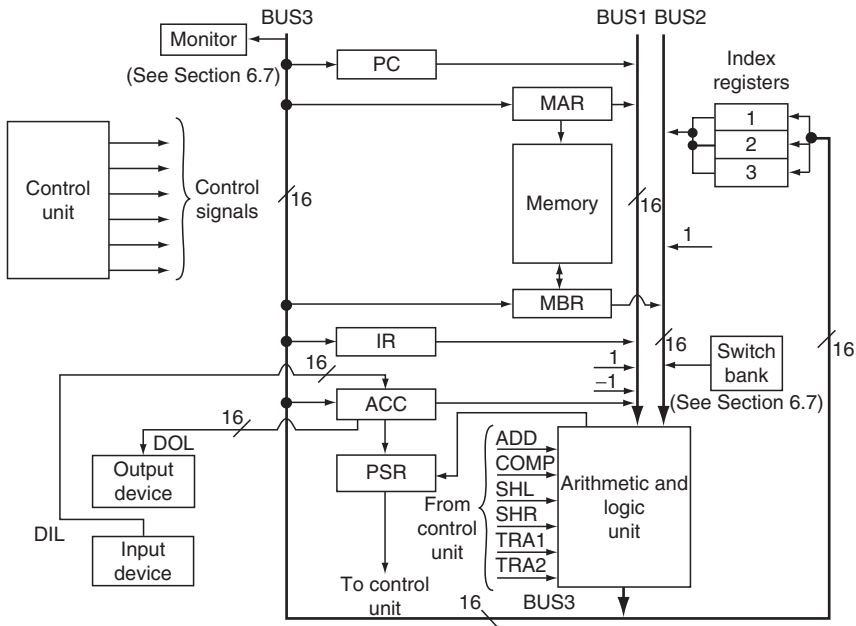 BUS3
BUS1 BUS2
Monitor
(See Section 6.7)
PC
Index
registers
MAR
1
2
3
Control
unit
Control
signals
16
Memory
16
1
MBR
IR
16
16
16
1
–1
Switch
bank
(See Section 6.7)
ACC
16
DOL
Output
device
PSR
ADD
COMP
SHL
SHR
TRA1
TRA2
From
control
unit
Arithmetic and
logic
unit
DIL
Input
device
To control
unit
16
BUS3